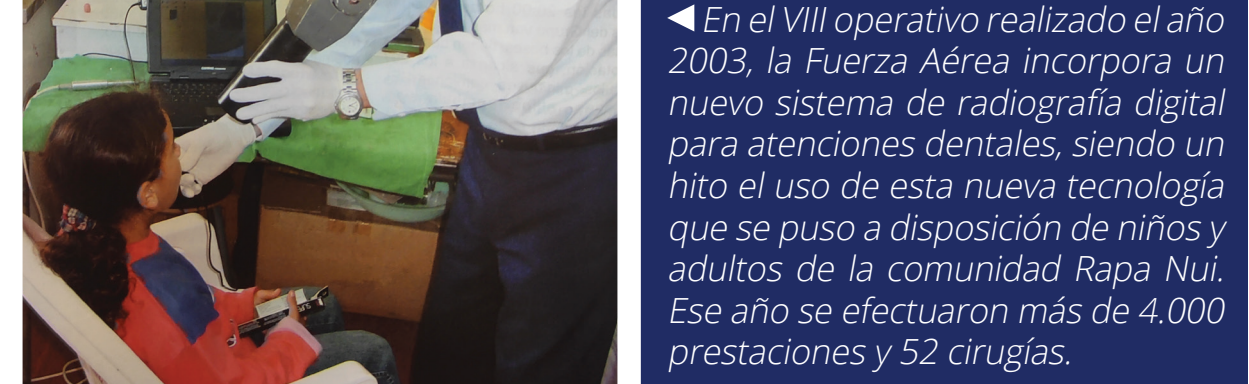 ◀ En el VIII operativo realizado el año
2003, la Fuerza Aérea incorpora un
nuevo sistema de radiografía digital
para atenciones dentales, siendo un
hito el uso de esta nueva tecnología
que se puso a disposición de niños y
adultos de la comunidad Rapa Nui.
Ese año se efectuaron más de 4.000
prestaciones y 52 cirugías.